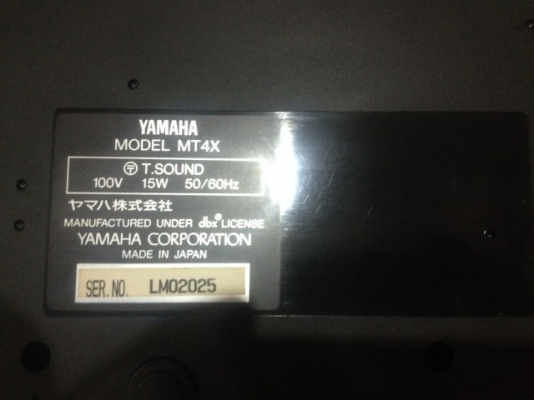 YAMAHA
MODEL MT4X
〒 T.SOUND
100V 15W 50/60Hz
ヤマハ株式会社
MANUFACTURED UNDER dbx® LICENSE
YAMAHA CORPORATION
MADE IN JAPAN
SER. NO. LM02025